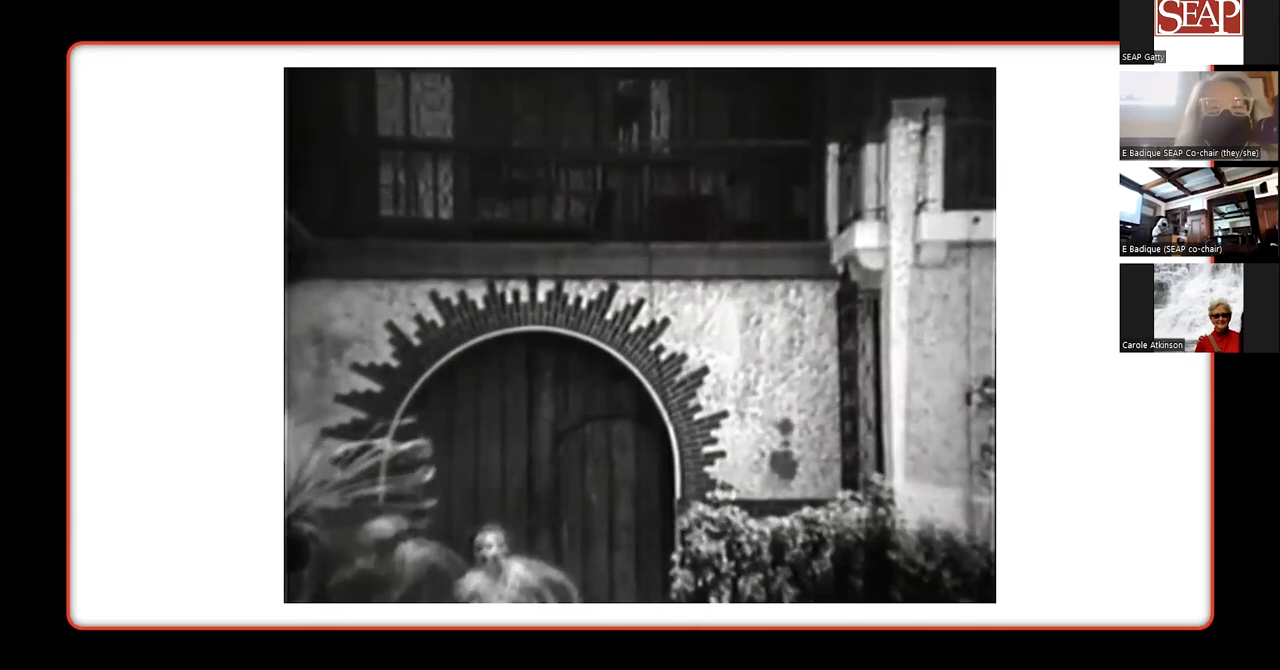 SEAP
SEAP Gatty
E Badique SEAP Co-chair (they/she)
E Badique (SEAP co-chair)
Carole Atkinson